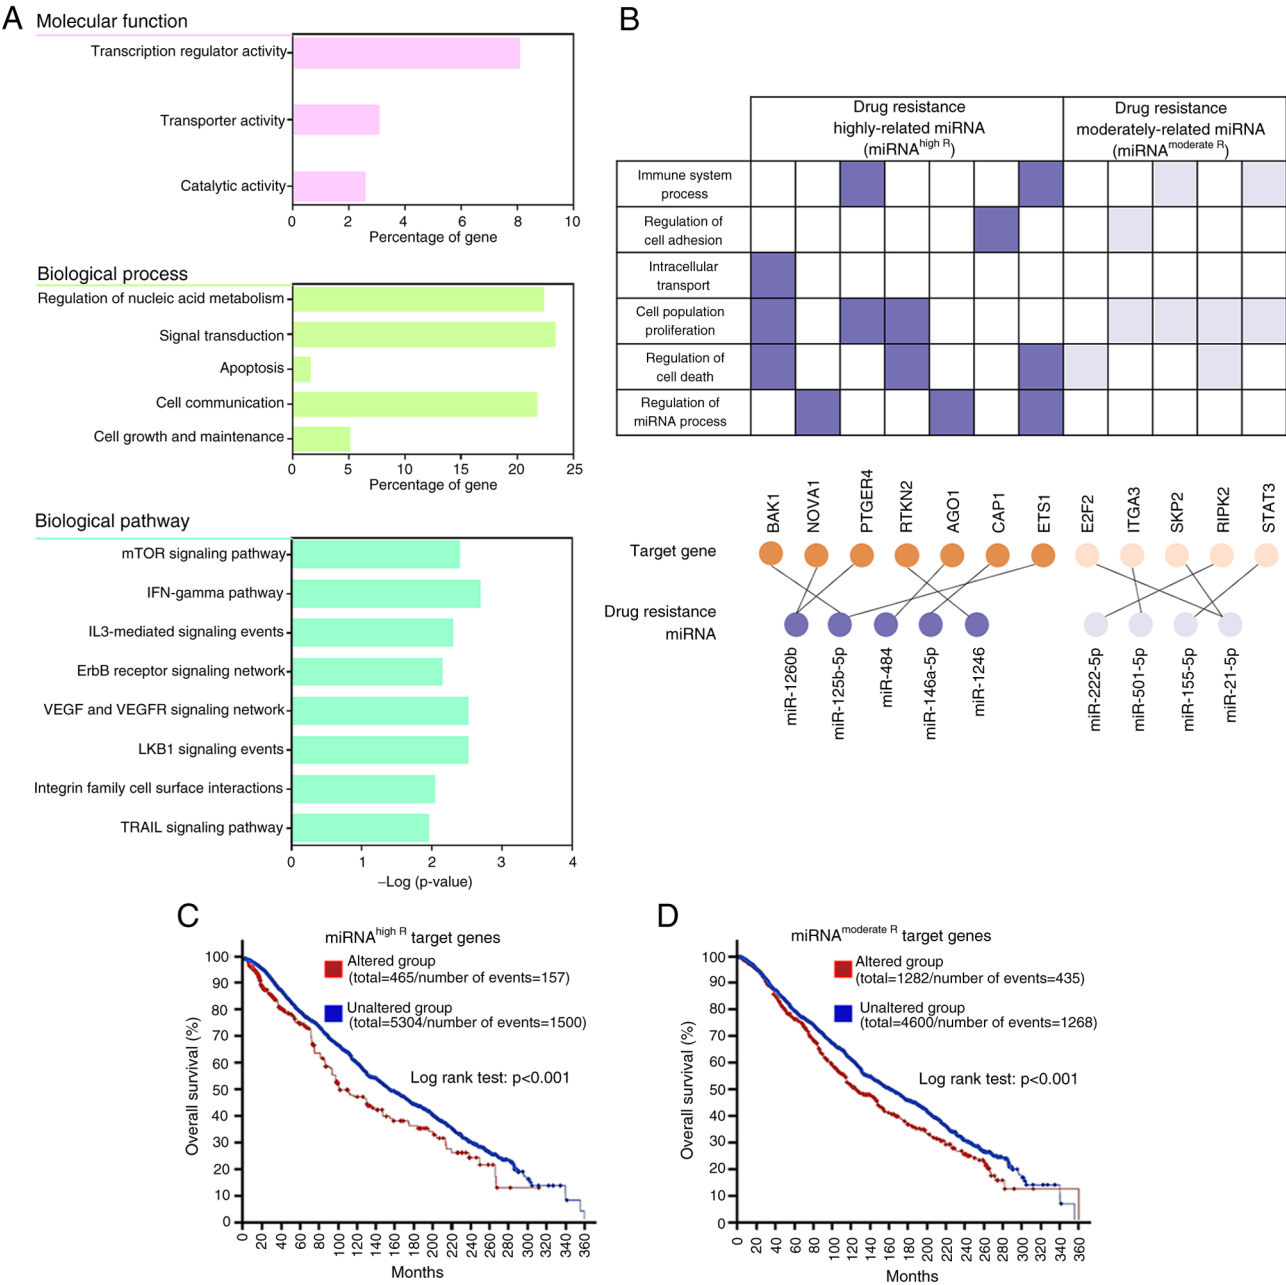 A
Molecular function
Transcription regulator activity
Transporter activity
Catalytic activity
0 2 4 6 8 10
Percentage of gene
Biological process
Regulation of nucleic acid metabolism
Signal transduction
Apoptosis
Cell communication
Cell growth and maintenance
0 5 10 15 20 25
Percentage of gene
Biological pathway
mTOR signaling pathway
IFN-gamma pathway
IL3-mediated signaling events
ErbB receptor signaling network
VEGF and VEGFR signaling network
LKB1 signaling events
Integrin family cell surface interactions
TRAIL signaling pathway
0 1 2 3 4
–Log (p-value)
B
Drug resistance
highly-related miRNA
(miRNAhigh R)
Drug resistance
moderately-related miRNA
(miRNAmoderate R)
Immune system
process
Regulation of
cell adhesion
Intracellular
transport
Cell population
proliferation
Regulation of
cell death
Regulation of
miRNA process
BAK1 NOVA1 PTGER4 RTKN2 AGO1 CAP1 ETS1 E2F2 ITGA3 SKP2 RIPK2 STAT3
Target gene
Drug resistance
miRNA
miR-1260b miR-125b-5p miR-484 miR-146a-5p miR-1246 miR-222-5p miR-501-5p miR-155-5p miR-21-5p
C
miRNAhigh R target genes
Altered group
(total=465/number of events=157)
Unaltered group
(total=5304/number of events=1500)
Log rank test: p<0.001
Overall survival (%)
100
90
80
70
60
50
40
30
20
10
0
0 20 40 60 80 100 120 140 160 180 200 220 240 260 280 300 320 340 360
Months
D
miRNAmoderate R target genes
Altered group
(total=1282/number of events=435)
Unaltered group
(total=4600/number of events=1268)
Log rank test: p<0.001
Overall survival (%)
100
90
80
70
60
50
40
30
20
10
0
0 20 40 60 80 100 120 140 160 180 200 220 240 260 280 300 320 340 360
Months